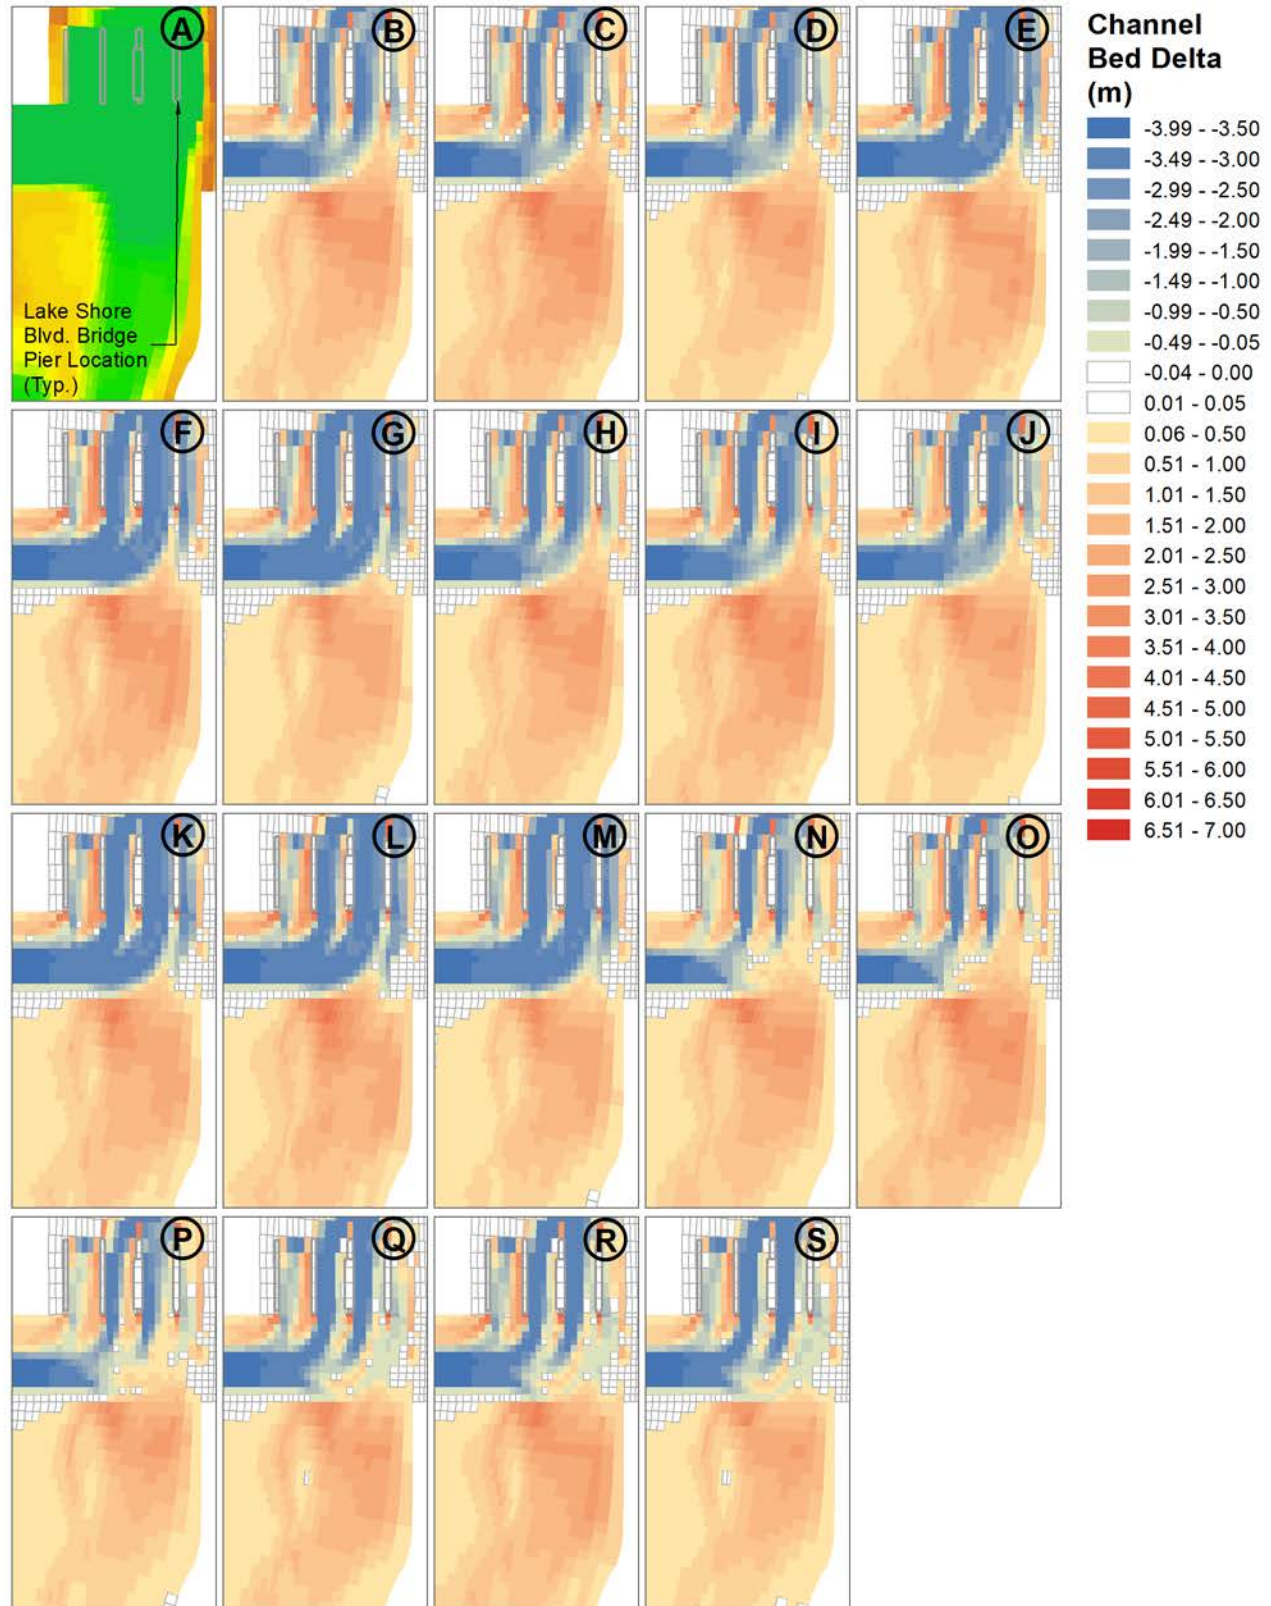 A
B
C
D
E
Lake Shore
Blvd. Bridge
Pier Location
(Typ.)
F
G
H
I
J
K
L
M
N
O
P
Q
R
S
Channel
Bed Delta
(m)
-3.99 - -3.50
-3.49 - -3.00
-2.99 - -2.50
-2.49 - -2.00
-1.99 - -1.50
-1.49 - -1.00
-0.99 - -0.50
-0.49 - -0.05
-0.04 - 0.00
0.01 - 0.05
0.06 - 0.50
0.51 - 1.00
1.01 - 1.50
1.51 - 2.00
2.01 - 2.50
2.51 - 3.00
3.01 - 3.50
3.51 - 4.00
4.01 - 4.50
4.51 - 5.00
5.01 - 5.50
5.51 - 6.00
6.01 - 6.50
6.51 - 7.00